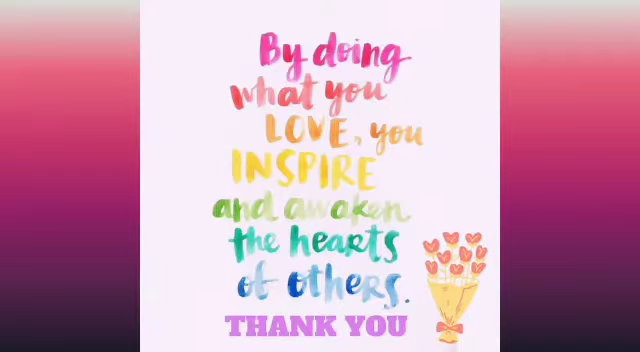 By doing
what you
LOVE, you
INSPIRE
and awaken
the hearts
of others.
THANK YOU